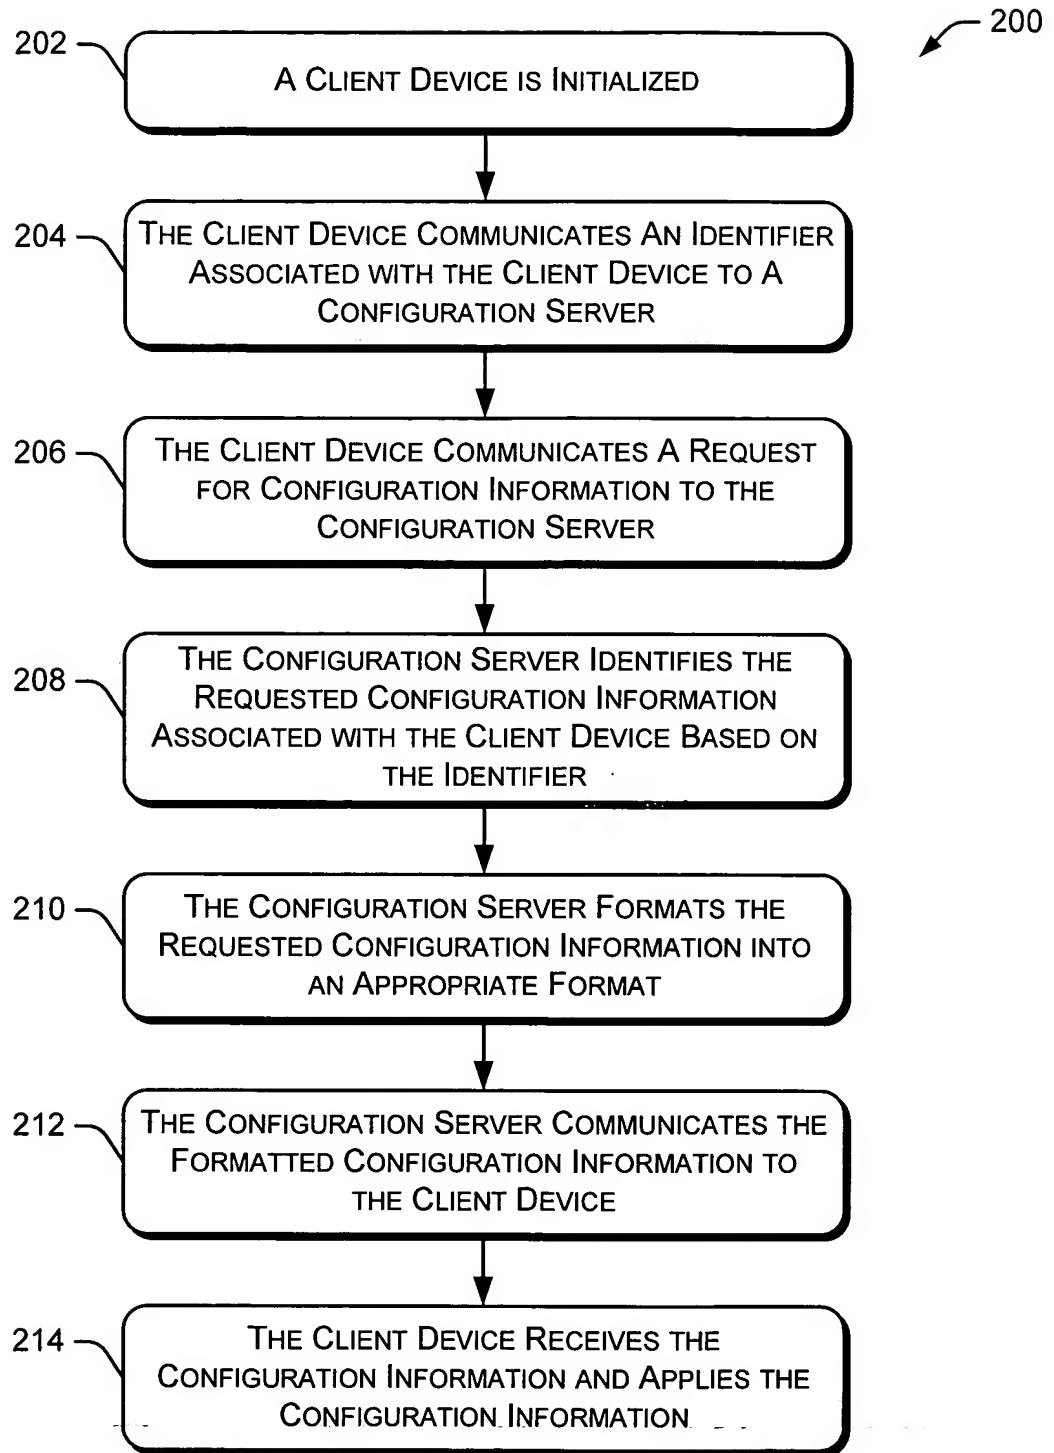 200
202
A CLIENT DEVICE IS INITIALIZED
204
THE CLIENT DEVICE COMMUNICATES AN IDENTIFIER
ASSOCIATED WITH THE CLIENT DEVICE TO A
CONFIGURATION SERVER
206
THE CLIENT DEVICE COMMUNICATES A REQUEST
FOR CONFIGURATION INFORMATION TO THE
CONFIGURATION SERVER
208
THE CONFIGURATION SERVER IDENTIFIES THE
REQUESTED CONFIGURATION INFORMATION
ASSOCIATED WITH THE CLIENT DEVICE BASED ON
THE IDENTIFIER
210
THE CONFIGURATION SERVER FORMATS THE
REQUESTED CONFIGURATION INFORMATION INTO
AN APPROPRIATE FORMAT
212
THE CONFIGURATION SERVER COMMUNICATES THE
FORMATTED CONFIGURATION INFORMATION TO
THE CLIENT DEVICE
214
THE CLIENT DEVICE RECEIVES THE
CONFIGURATION INFORMATION AND APPLIES THE
CONFIGURATION INFORMATION